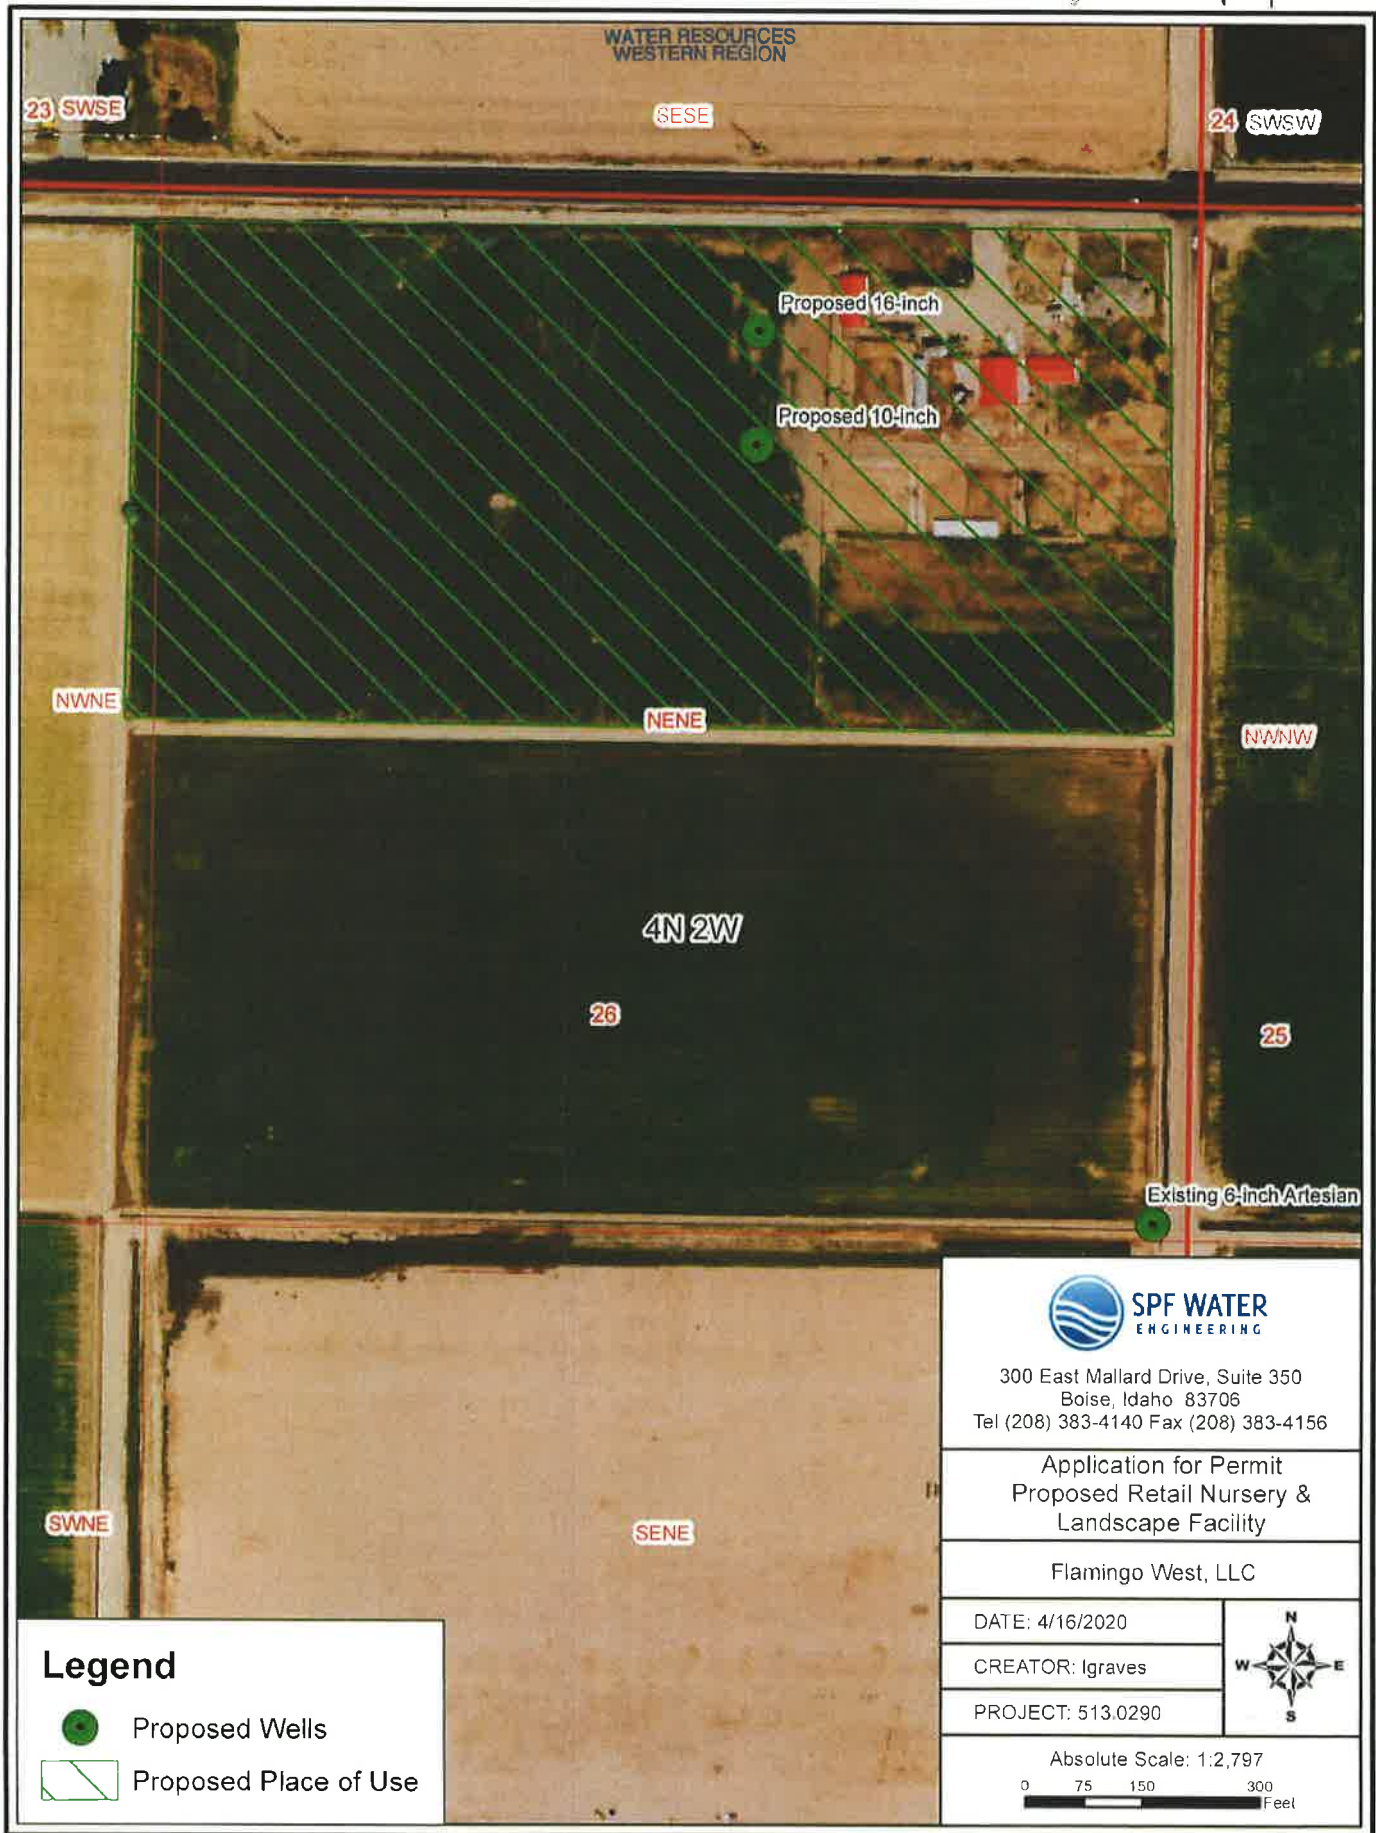 WATER RESOURCES
WESTERN REGION
23 SWSE
SESE
24 SWSW
Proposed 16-inch
Proposed 10-inch
NWNE
NENE
NWNW
4N 2W
26
25
Existing 6-inch Artesian
SWNE
SENE
SPF WATER
ENGINEERING
300 East Mallard Drive, Suite 350
Boise, Idaho 83706
Tel (208) 383-4140 Fax (208) 383-4156
Application for Permit
Proposed Retail Nursery &
Landscape Facility
Flamingo West, LLC
DATE: 4/16/2020
CREATOR: lgraves
PROJECT: 513.0290
N
W E
S
Absolute Scale: 1:2,797
0 75 150 300
Feet
Legend
Proposed Wells
Proposed Place of Use